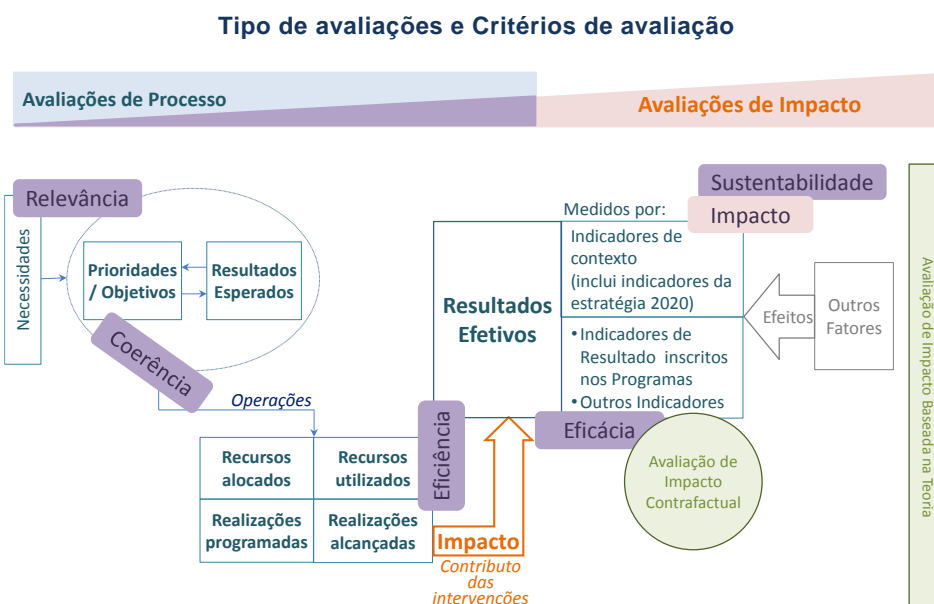 Tipo de avaliações e Critérios de avaliação
Avaliações de Processo
Avaliações de Impacto
Relevância
Necessidades
Prioridades
/ Objetivos
Resultados
Esperados
Coerência
Operações
Recursos
alocados
Recursos
utilizados
Realizações
programadas
Realizações
alcançadas
Eficiência
Impacto
Contributo
das
intervenções
Resultados
Efetivos
Medidos por:
Indicadores de
contexto
(inclui indicadores da
estratégia 2020)
•Indicadores de
Resultado inscritos
nos Programas
•Outros Indicadores
Eficácia
Sustentabilidade
Impacto
Efeitos
Outros
Fatores
Avaliação de
Impacto
Contrafactual
Avaliação de Impacto Baseada na Teoria